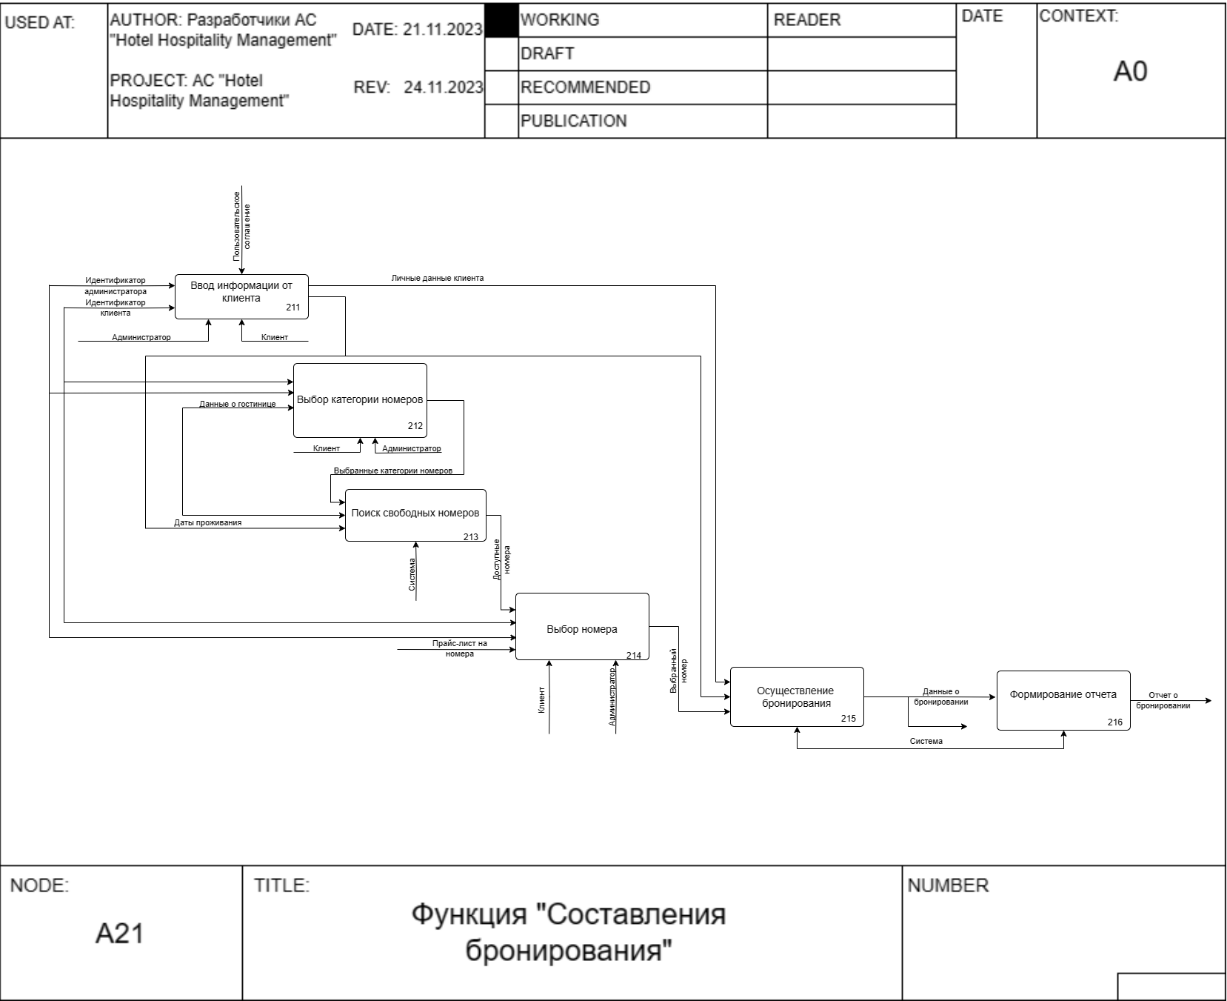 USED AT:
AUTHOR: Разработчики АС
"Hotel Hospitality Management"
DATE: 21.11.2023
PROJECT: АС "Hotel
Hospitality Management"
REV: 24.11.2023
WORKING
DRAFT
RECOMMENDED
PUBLICATION
READER
DATE
CONTEXT:
A0
Пользовательское
соглашение
Идентификатор
администратора
Идентификатор
клиента
Ввод информации от
клиента
211
Личные данные клиента
Администратор
Клиент
Данные о гостинице
Выбор категории номеров
212
Клиент
Администратор
Выбранные категории номеров
Поиск свободных номеров
213
Даты проживания
Система
Доступные
номера
Выбор номера
214
Прайс-лист на
номера
Клиент
Администратор
Выбранный
номер
Осуществление
бронирования
215
Данные о
бронировании
Система
Формирование отчета
216
Отчет о
бронировании
NODE:
A21
TITLE:
Функция "Составления
бронирования"
NUMBER